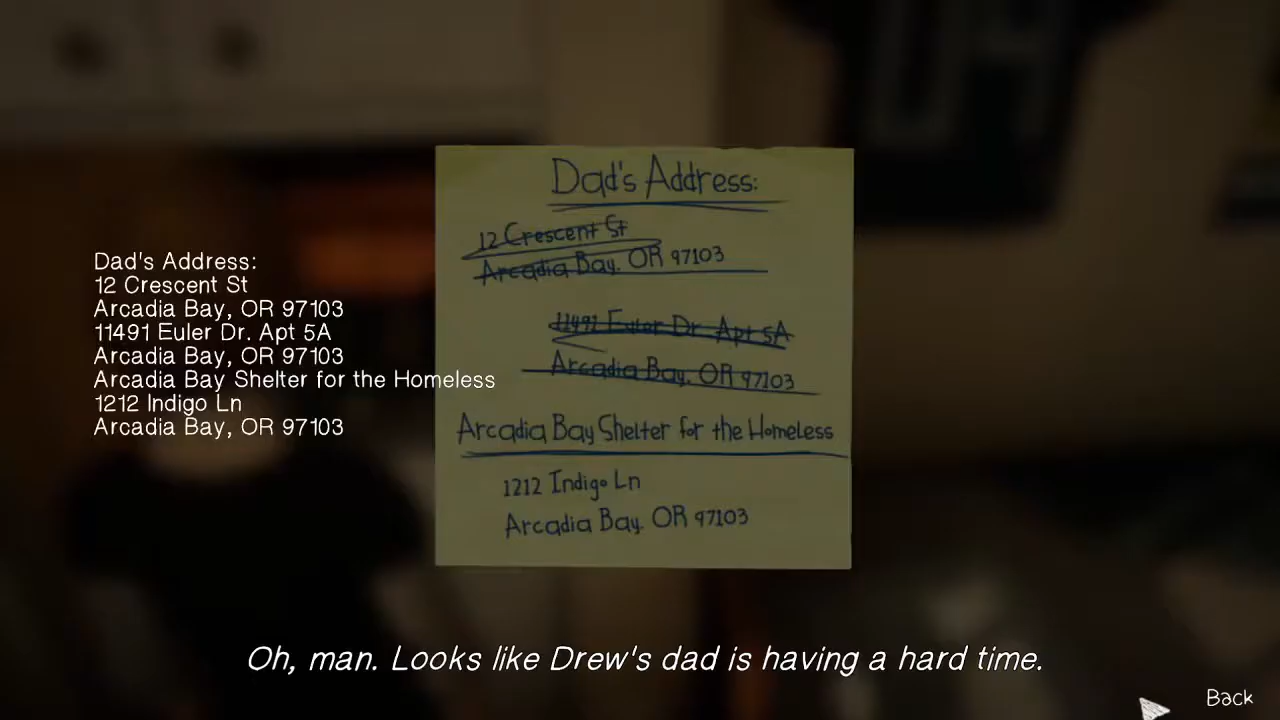 Dad's Address:
12 Crescent St
Arcadia Bay, OR 97103
11491 Euler Dr. Apt 5A
Arcadia Bay, OR 97103
Arcadia Bay Shelter for the Homeless
1212 Indigo Ln
Arcadia Bay, OR 97103
Dad's Address:
12 Crescent St
Arcadia Bay, OR 97103
11491 Euler Dr. Apt 5A
Arcadia Bay, OR 97103
Arcadia Bay Shelter for the Homeless
1212 Indigo Ln
Arcadia Bay, OR 97103
Oh, man. Looks like Drew's dad is having a hard time.
Back